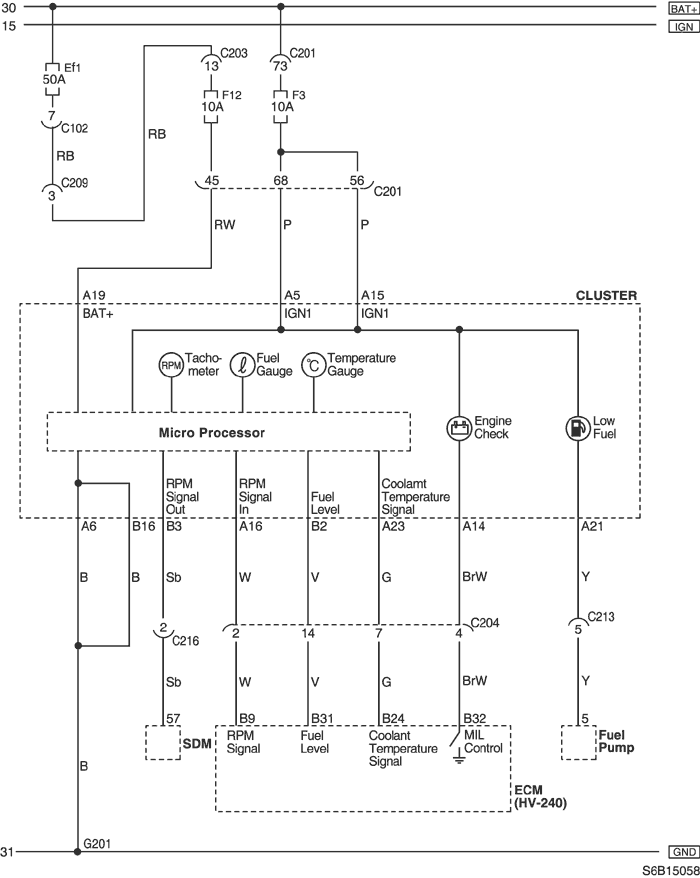 30
BAT+
15
IGN
Ef1
50A
C203
13
C201
73
F12
10A
F3
10A
7
C102
RB
RB
C209
3
45
68
56
C201
RW
P
P
A19
A5
A15
CLUSTER
BAT+
IGN1
IGN1
RPM
Tacho-
meter
ℓ
Fuel
Gauge
°C
Temperature
Gauge
Micro Processor
Engine
Check
Low
Fuel
RPM
Signal
Out
RPM
Signal
In
Fuel
Level
Coolamt
Temperature
Signal
A6
B16
B3
A16
B2
A23
A14
A21
B
B
Sb
W
V
G
BrW
Y
2
C216
2
14
7
4
C204
C213
5
Sb
W
V
G
BrW
Y
57
B9
B31
B24
B32
5
SDM
RPM
Signal
Fuel
Level
Coolant
Temperature
Signal
MIL
Control
Fuel
Pump
B
ECM
(HV-240)
G201
31
GND
S6B15058